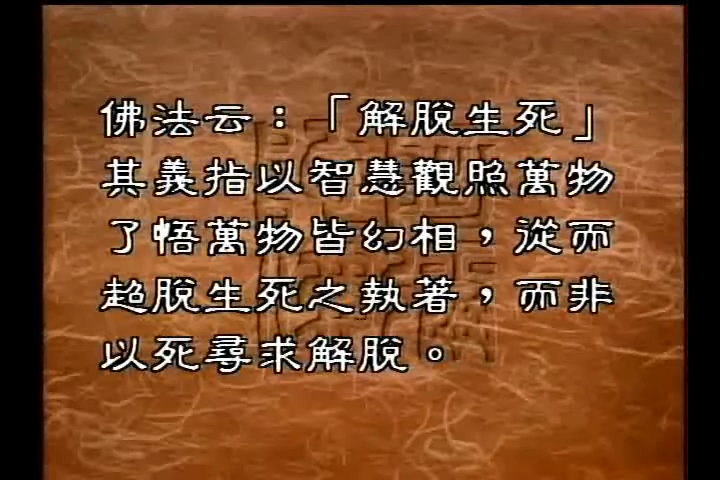 佛法云：「解脫生死」
其義指以智慧觀照萬物
了悟萬物皆幻相，從而
超脫生死之執著，而非
以死尋求解脫。